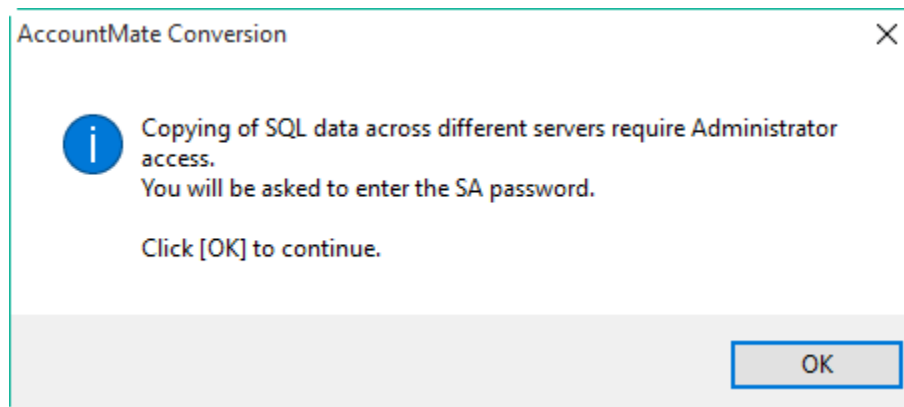 AccountMate Conversion
Copying of SQL data across different servers require Administrator
access.
You will be asked to enter the SA password.
Click [OK] to continue.
OK